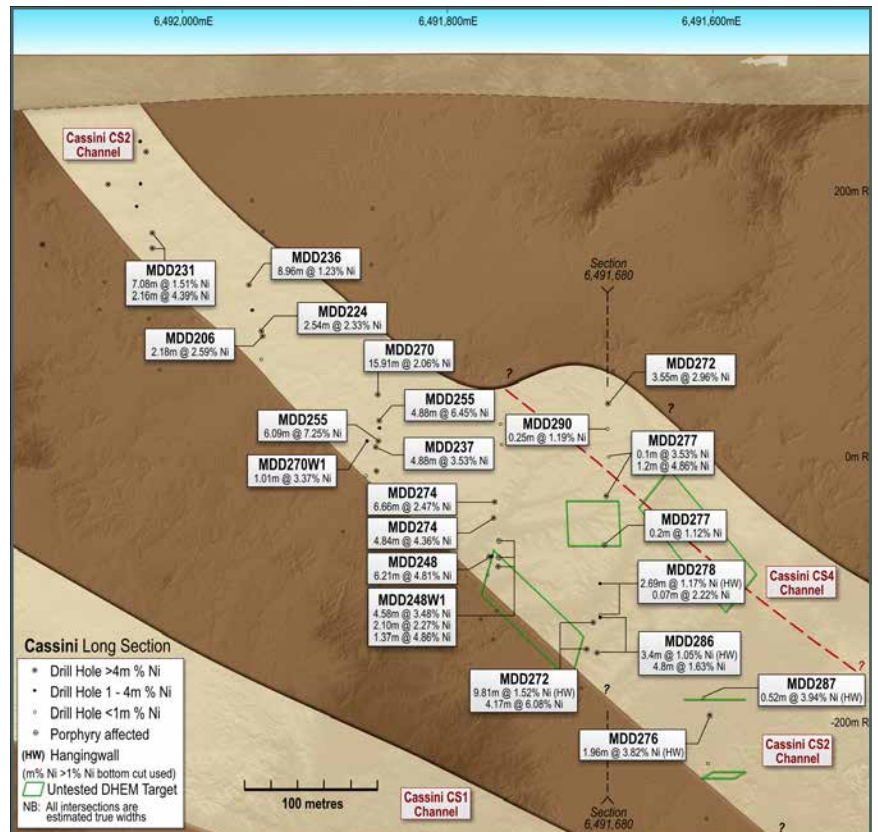 6,492,000mE
6,491,800mE
6,491,600mE
Cassini CS2
Channel
200m R
MDD231
7.08m @ 1.51% Ni
2.16m @ 4.39% Ni
MDD236
8.96m @ 1.23% Ni
Section
6,491,680
MDD224
2.54m @ 2.33% Ni
MDD206
2.18m @ 2.59% Ni
MDD270
15.91m @ 2.06% Ni
?
MDD272
3.55m @ 2.96% Ni
?
MDD255
4.88m @ 6.45% Ni
MDD255
6.09m @ 7.25% Ni
MDD290
0.25m @ 1.19% Ni
MDD277
0.1m @ 3.53% Ni
1.2m @ 4.86% Ni
MDD237
4.88m @ 3.53% Ni
0m R
MDD270W1
1.01m @ 3.37% Ni
MDD274
6.66m @ 2.47% Ni
MDD277
0.2m @ 1.12% Ni
MDD274
4.84m @ 4.36% Ni
MDD248
6.21m @ 4.81% Ni
MDD278
2.69m @ 1.17% Ni (HW)
0.07m @ 2.22% Ni
Cassini CS4
Channel
MDD248W1
4.58m @ 3.48% Ni
2.10m @ 2.27% Ni
1.37m @ 4.86% Ni
MDD286
3.4m @ 1.05% Ni (HW)
4.8m @ 1.63% Ni
?
MDD272
9.81m @ 1.52% Ni (HW)
4.17m @ 6.08% Ni
?
MDD287
0.52m @ 3.94% Ni (HW)
-200m R
MDD276
1.96m @ 3.82% Ni (HW)
Cassini CS2
Channel
Cassini Long Section
Drill Hole >4m % Ni
Drill Hole 1 - 4m % Ni
Drill Hole <1m % Ni
Porphyry affected
(HW) Hangingwall
(m% Ni >1% Ni bottom cut used)
Untested DHEM Target
NB: All intersections are
estimated true widths
100 metres
Cassini CS1
Channel
Section
6,491,680
?